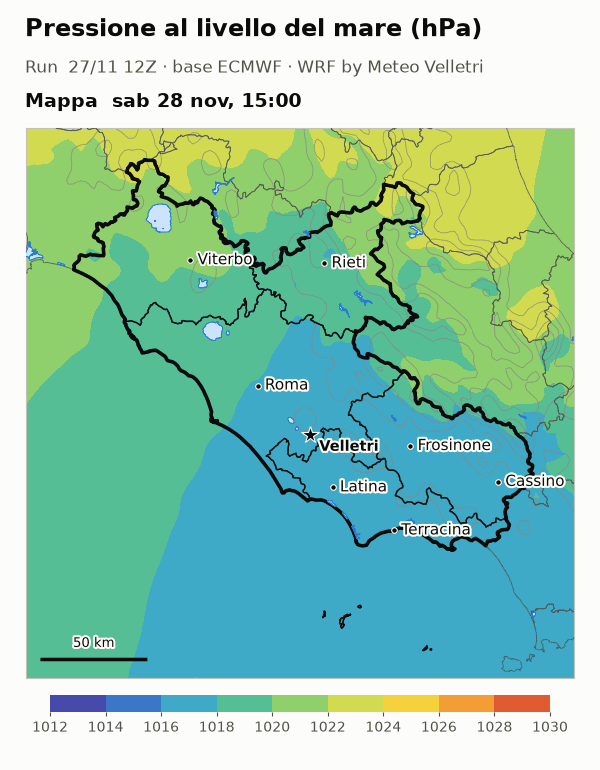 Pressione al livello del mare (hPa)
Run  27/11 12Z · base ECMWF · WRF by Meteo Velletri
Mappa  sab 28 nov, 15:00
Viterbo
Rieti
Roma
Velletri
Frosinone
Latina
Cassino
Terracina
50 km
1012 1014 1016 1018 1020 1022 1024 1026 1028 1030